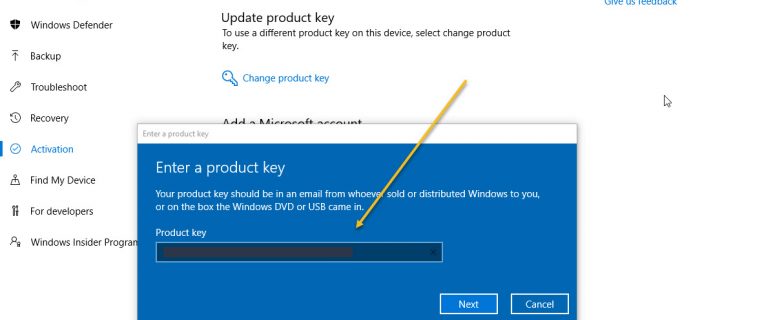 Give us feedback
Windows Defender
Backup
Troubleshoot
Recovery
Activation
Find My Device
For developers
Windows Insider Program
Update product key
To use a different product key on this device, select change product
key.
Change product key
Add a Microsoft account
Enter a product key
Enter a product key
Your product key should be in an email from whoever sold or distributed Windows to you,
or on the box the Windows DVD or USB came in.
Product key
Next
Cancel